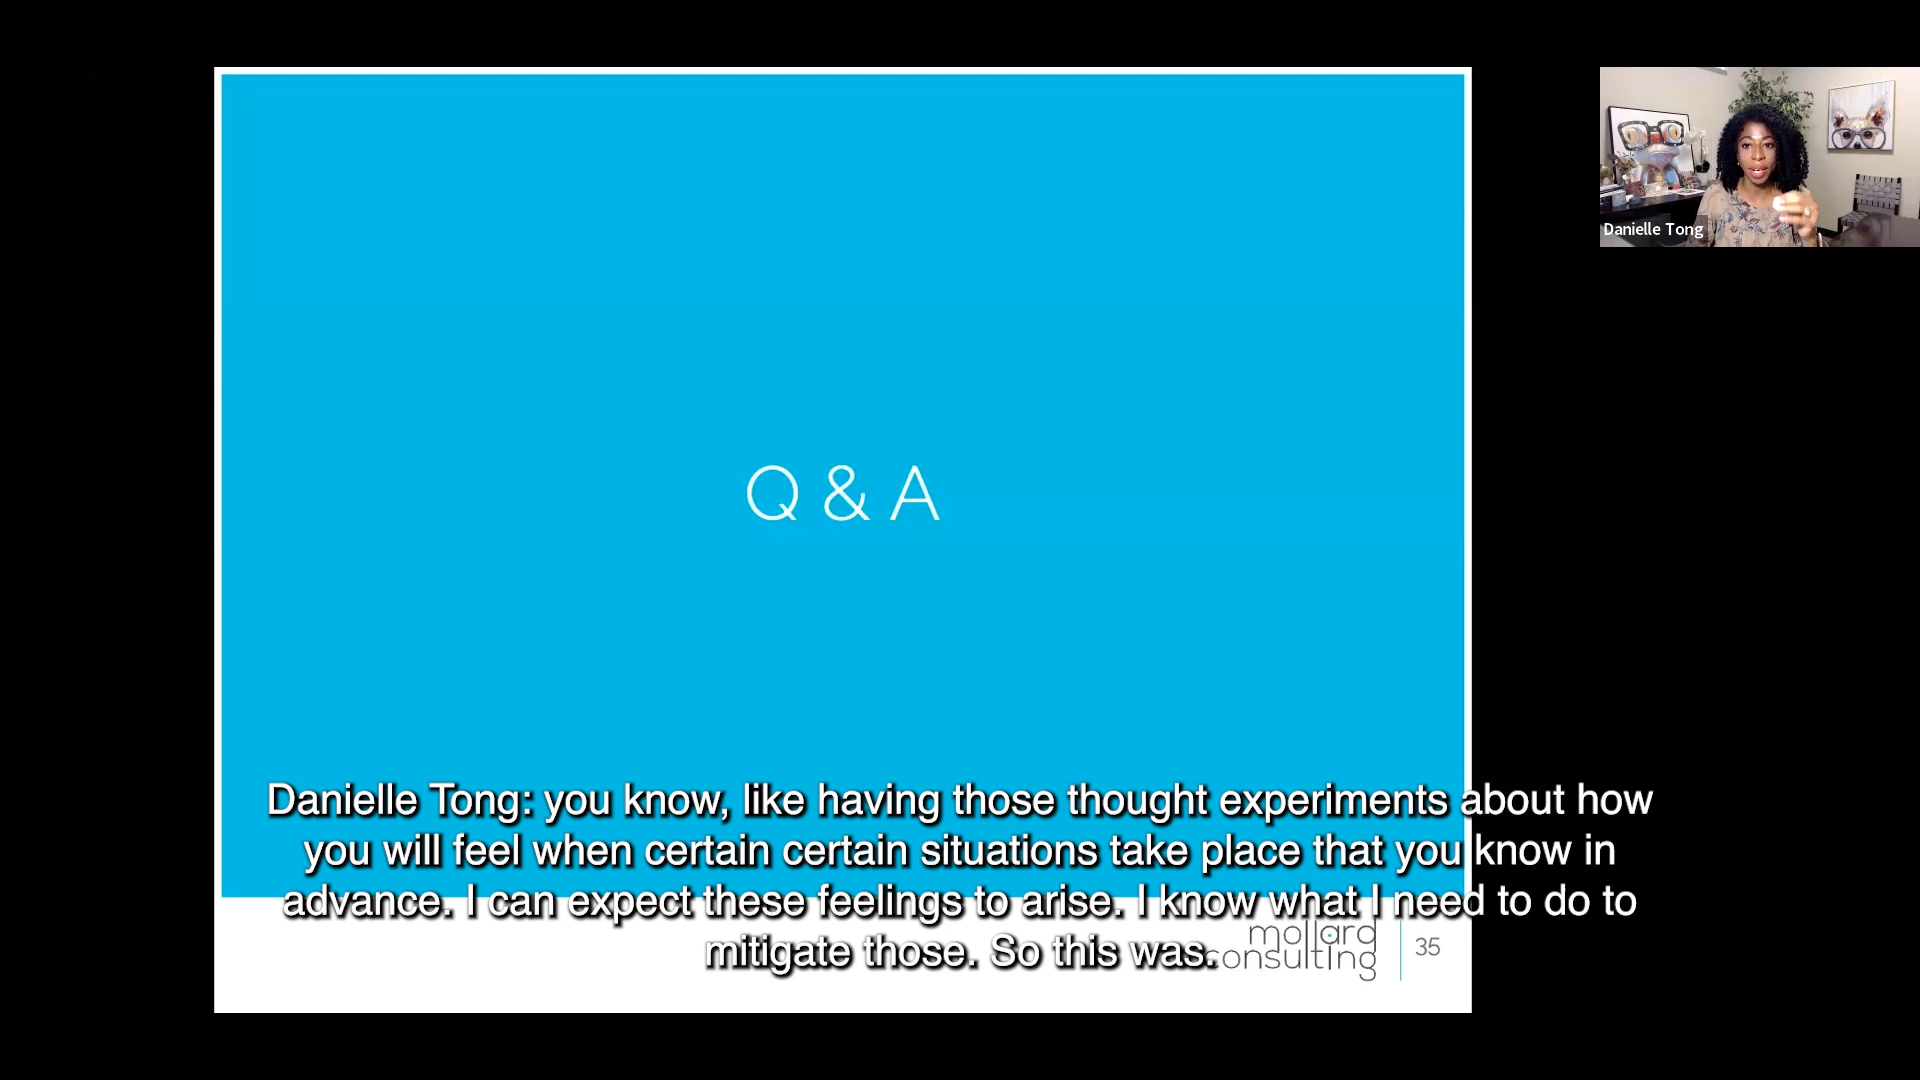 Danielle Tong
Q & A
Danielle Tong: you know, like having those thought experiments about how
you will feel when certain certain situations take place that you know in
advance. I can expect these feelings to arise. I know what I need to do to
mitigate those. So this was.
mollard
consulting
35